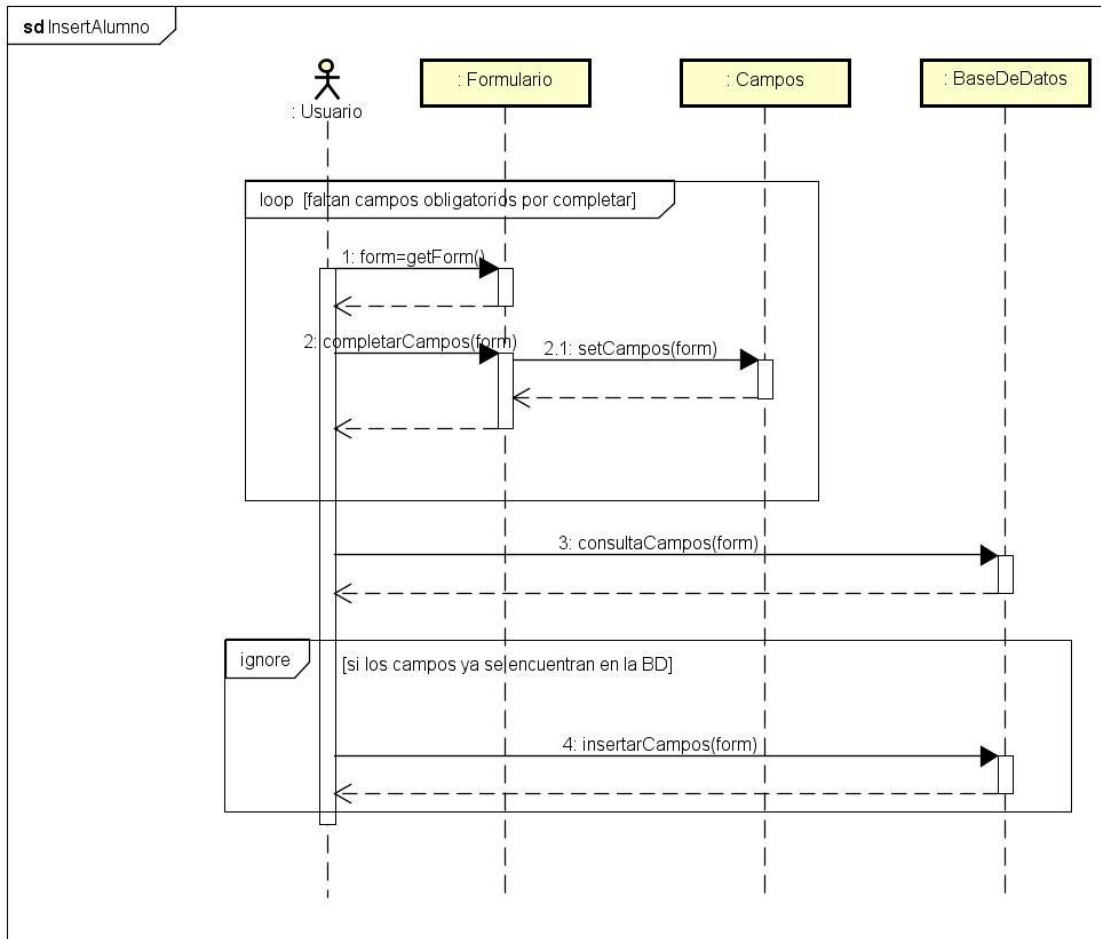 sd InsertAlumno
: Usuario
: Formulario
: Campos
: BaseDeDatos
loop [faltan campos obligatorios por completar]
1: form=getForm()
2: completarCampos(form)
2.1: setCampos(form)
3: consultaCampos(form)
ignore
[si los campos ya se encuentran en la BD]
4: insertarCampos(form)